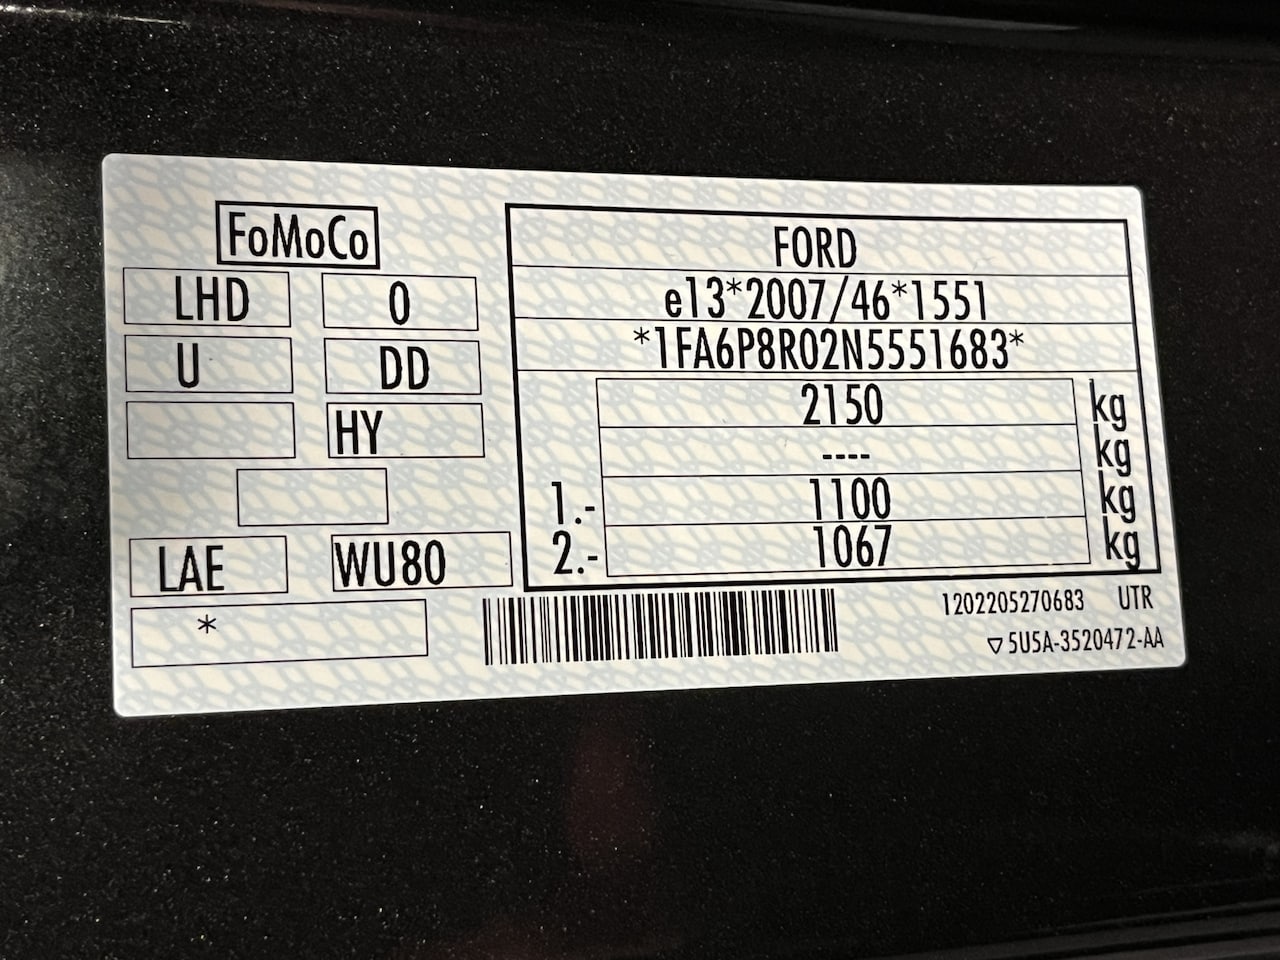 FoMoCo
LHD 0
U DD
HY
LAE WU80
*
FORD
e13*2007/46*1551
*1FA6P8R02N5551683*
2150 kg
---- kg
1.- 1100 kg
2.- 1067 kg
1202205270683 UTR
▽5U5A-3520472-AA